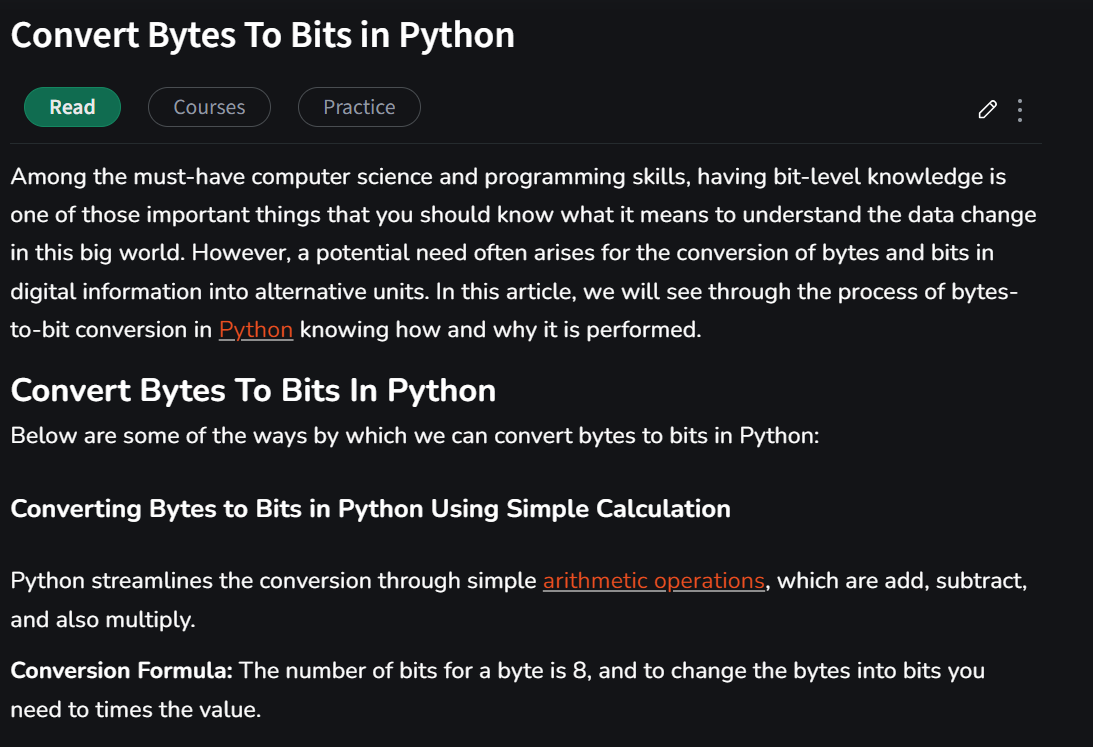 Convert Bytes To Bits in Python
Read
Courses
Practice
Among the must-have computer science and programming skills, having bit-level knowledge is
one of those important things that you should know what it means to understand the data change
in this big world. However, a potential need often arises for the conversion of bytes and bits in
digital information into alternative units. In this article, we will see through the process of bytes-
to-bit conversion in Python knowing how and why it is performed.
Convert Bytes To Bits In Python
Below are some of the ways by which we can convert bytes to bits in Python:
Converting Bytes to Bits in Python Using Simple Calculation
Python streamlines the conversion through simple arithmetic operations, which are add, subtract,
and also multiply.
Conversion Formula: The number of bits for a byte is 8, and to change the bytes into bits you
need to times the value.